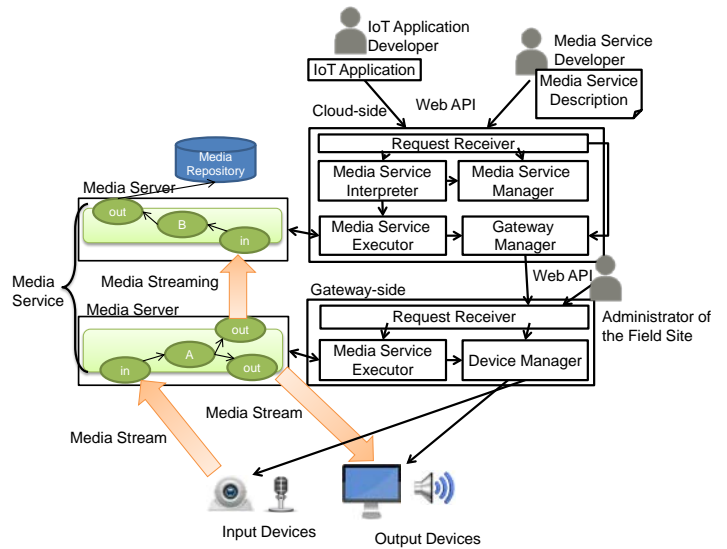 IoT Application
Developer
IoT Application
Media Service
Developer
Media Service
Description
Cloud-side
Web API
Request Receiver
Media Service
Interpreter
Media Service
Manager
Media Service
Executor
Gateway
Manager
Media
Repository
Media Server
out
B
in
Media
Service
Media Streaming
Media Server
out
A
in
out
Web API
Gateway-side
Request Receiver
Media Service
Executor
Device Manager
Administrator of
the Field Site
Media Stream
Media Stream
Input Devices
Output Devices